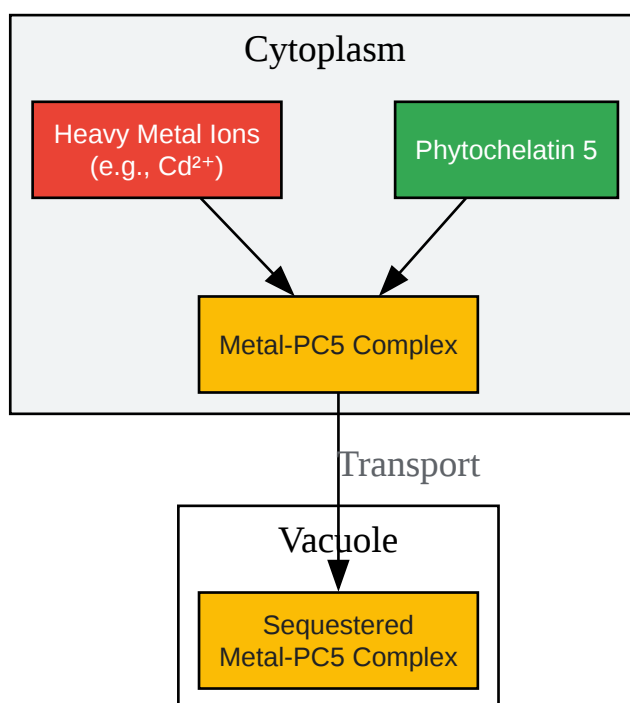 Cytoplasm
Heavy Metal Ions
(e.g., Cd²⁺)
Phytochelatin 5
Metal-PC5 Complex
Transport
Vacuole
Sequestered
Metal-PC5 Complex